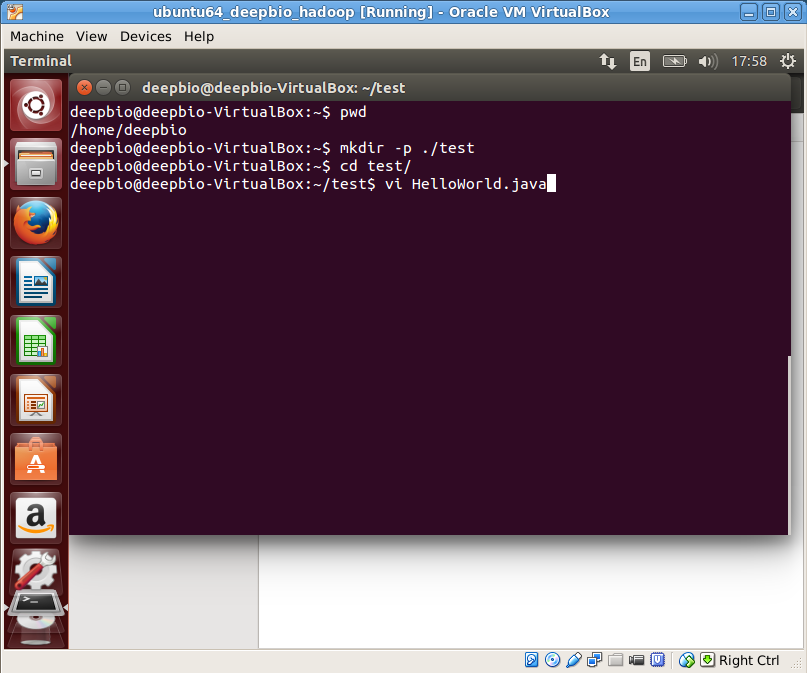 ubuntu64_deepbio_hadoop [Running] - Oracle VM VirtualBox
Machine View Devices Help
Terminal En 17:58
deepbio@deepbio-VirtualBox: ~/test
deepbio@deepbio-VirtualBox:~$ pwd
/home/deepbio
deepbio@deepbio-VirtualBox:~$ mkdir -p ./test
deepbio@deepbio-VirtualBox:~$ cd test/
deepbio@deepbio-VirtualBox:~/test$ vi HelloWorld.java
Right Ctrl